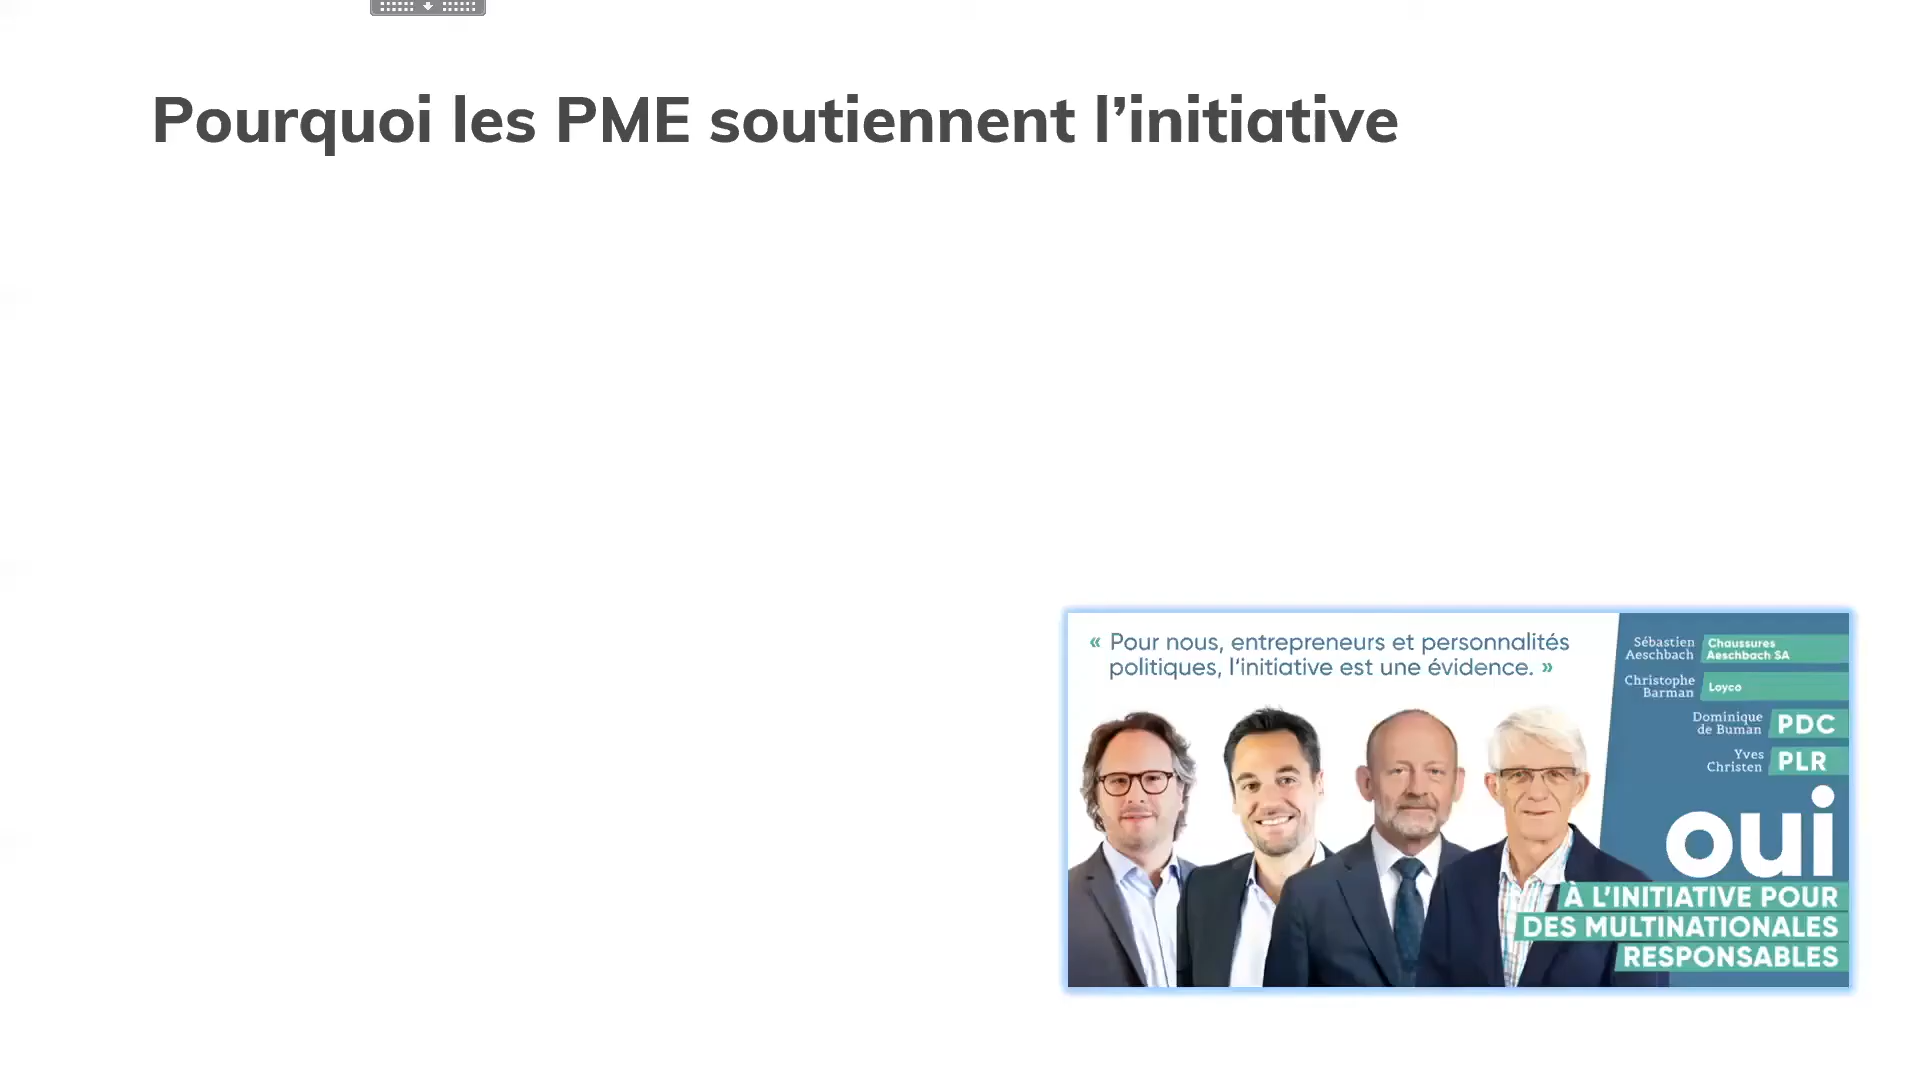 Pourquoi les PME soutiennent l’initiative
« Pour nous, entrepreneurs et personnalités
politiques, l’initiative est une évidence. »
Sébastien
Aeschbach
Chaussures
Aeschbach SA
Christophe
Barman
Loyco
Dominique
de Buman
PDC
Yves
Christen
PLR
oui
À L’INITIATIVE POUR
DES MULTINATIONALES
RESPONSABLES